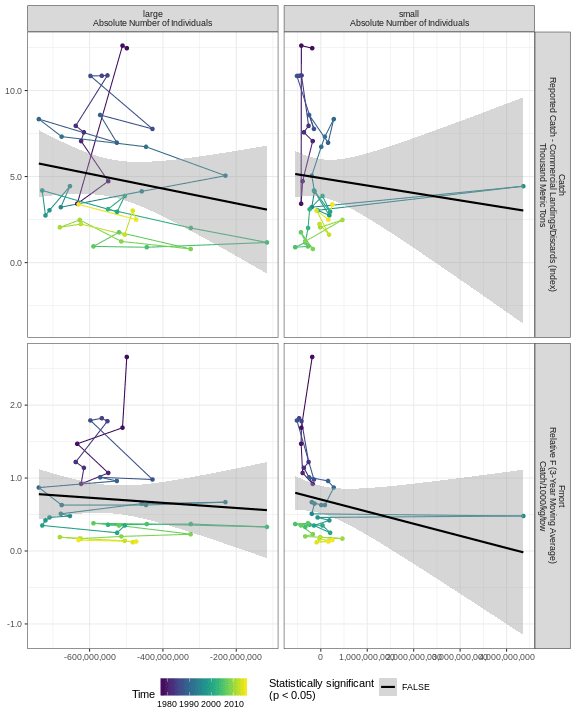 large
Absolute Number of Individuals
small
Absolute Number of Individuals
10.0
5.0
0.0
Catch
Reported Catch - Commercial Landings/Discards (Index)
Thousand Metric Tons
2.0
1.0
0.0
-1.0
Fmort
Relative F (3-Year Moving Average)
Catch/1000/kg/tow
-600,000,000
-400,000,000
-200,000,000
0
1,000,000,000
2,000,000,000
3,000,000,000
4,000,000,000
Time
1980 1990 2000 2010
Statistically significant
(p < 0.05)
FALSE